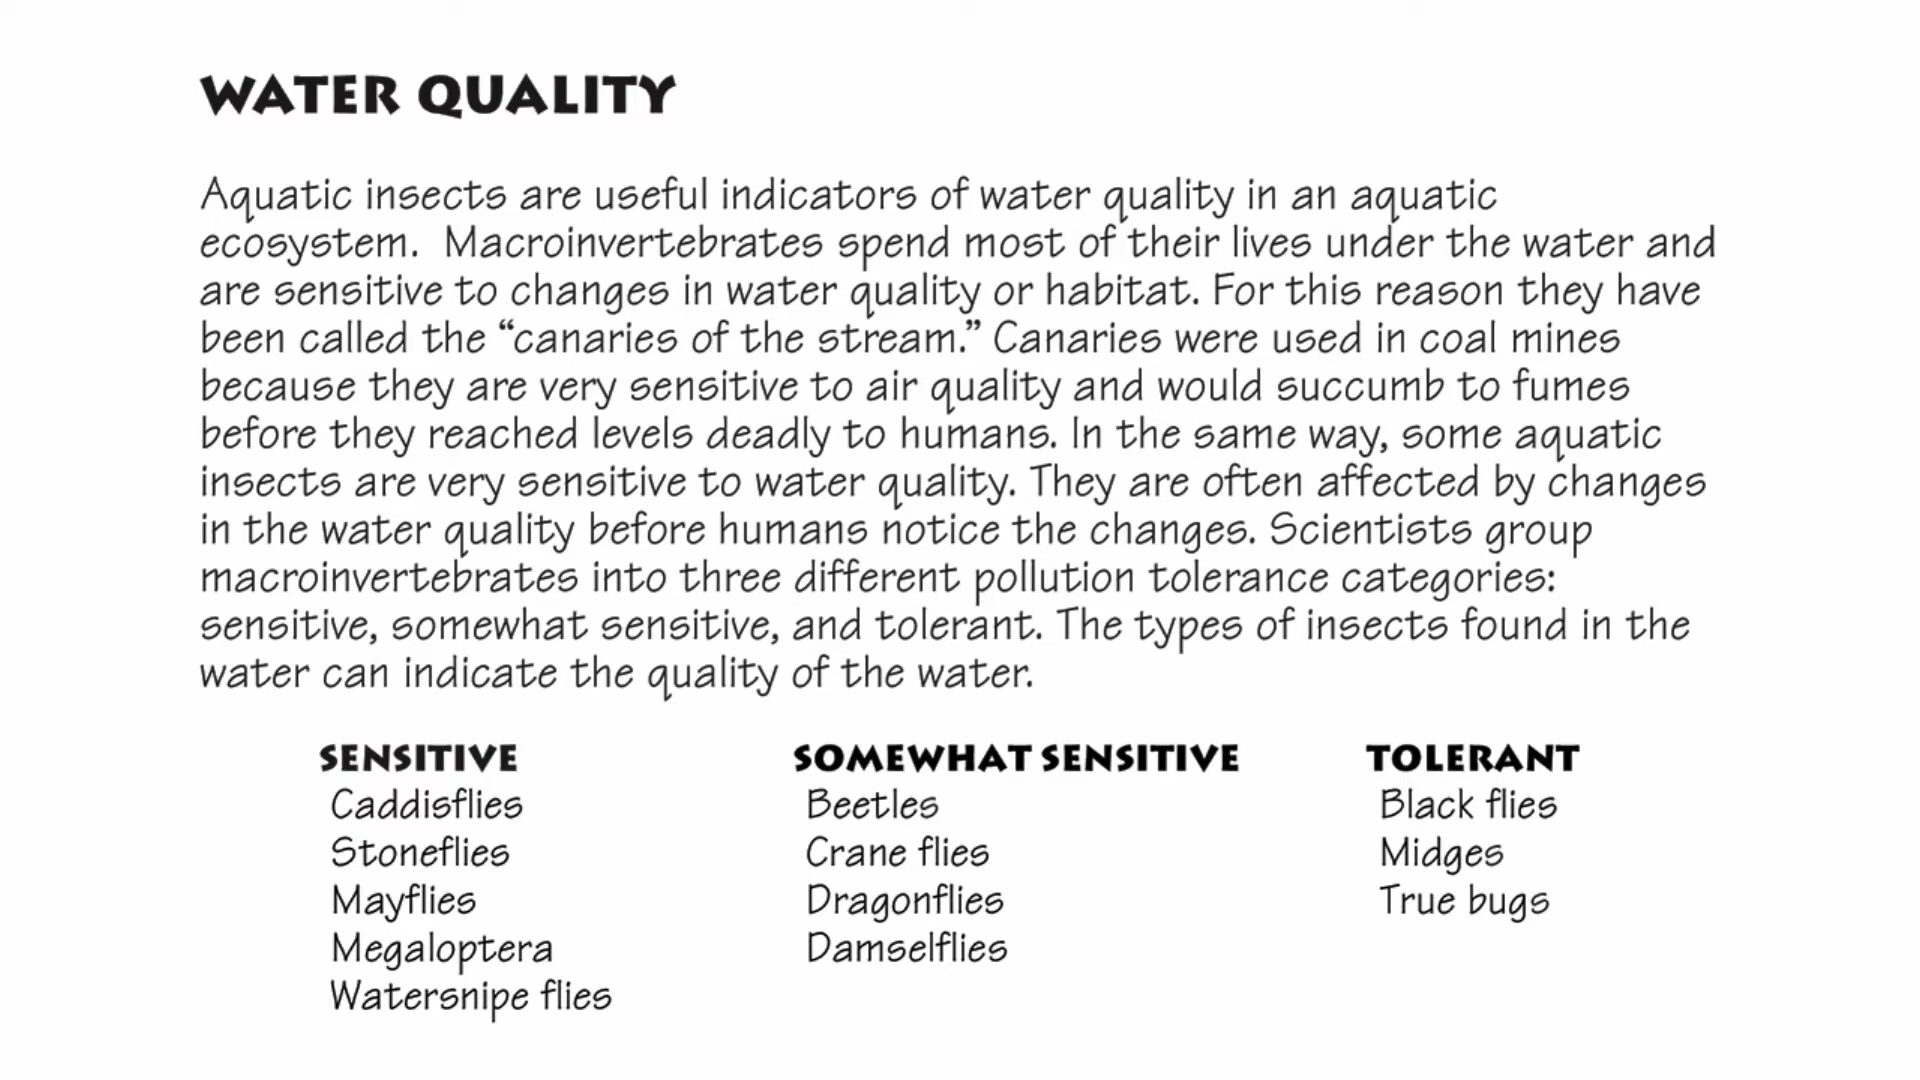 WATER QUALITY
Aquatic insects are useful indicators of water quality in an aquatic
ecosystem.  Macroinvertebrates spend most of their lives under the water and
are sensitive to changes in water quality or habitat. For this reason they have
been called the “canaries of the stream.” Canaries were used in coal mines
because they are very sensitive to air quality and would succumb to fumes
before they reached levels deadly to humans. In the same way, some aquatic
insects are very sensitive to water quality. They are often affected by changes
in the water quality before humans notice the changes. Scientists group
macroinvertebrates into three different pollution tolerance categories:
sensitive, somewhat sensitive, and tolerant. The types of insects found in the
water can indicate the quality of the water.
SENSITIVE
Caddisflies
Stoneflies
Mayflies
Megaloptera
Watersnipe flies
SOMEWHAT SENSITIVE
Beetles
Crane flies
Dragonflies
Damselflies
TOLERANT
Black flies
Midges
True bugs